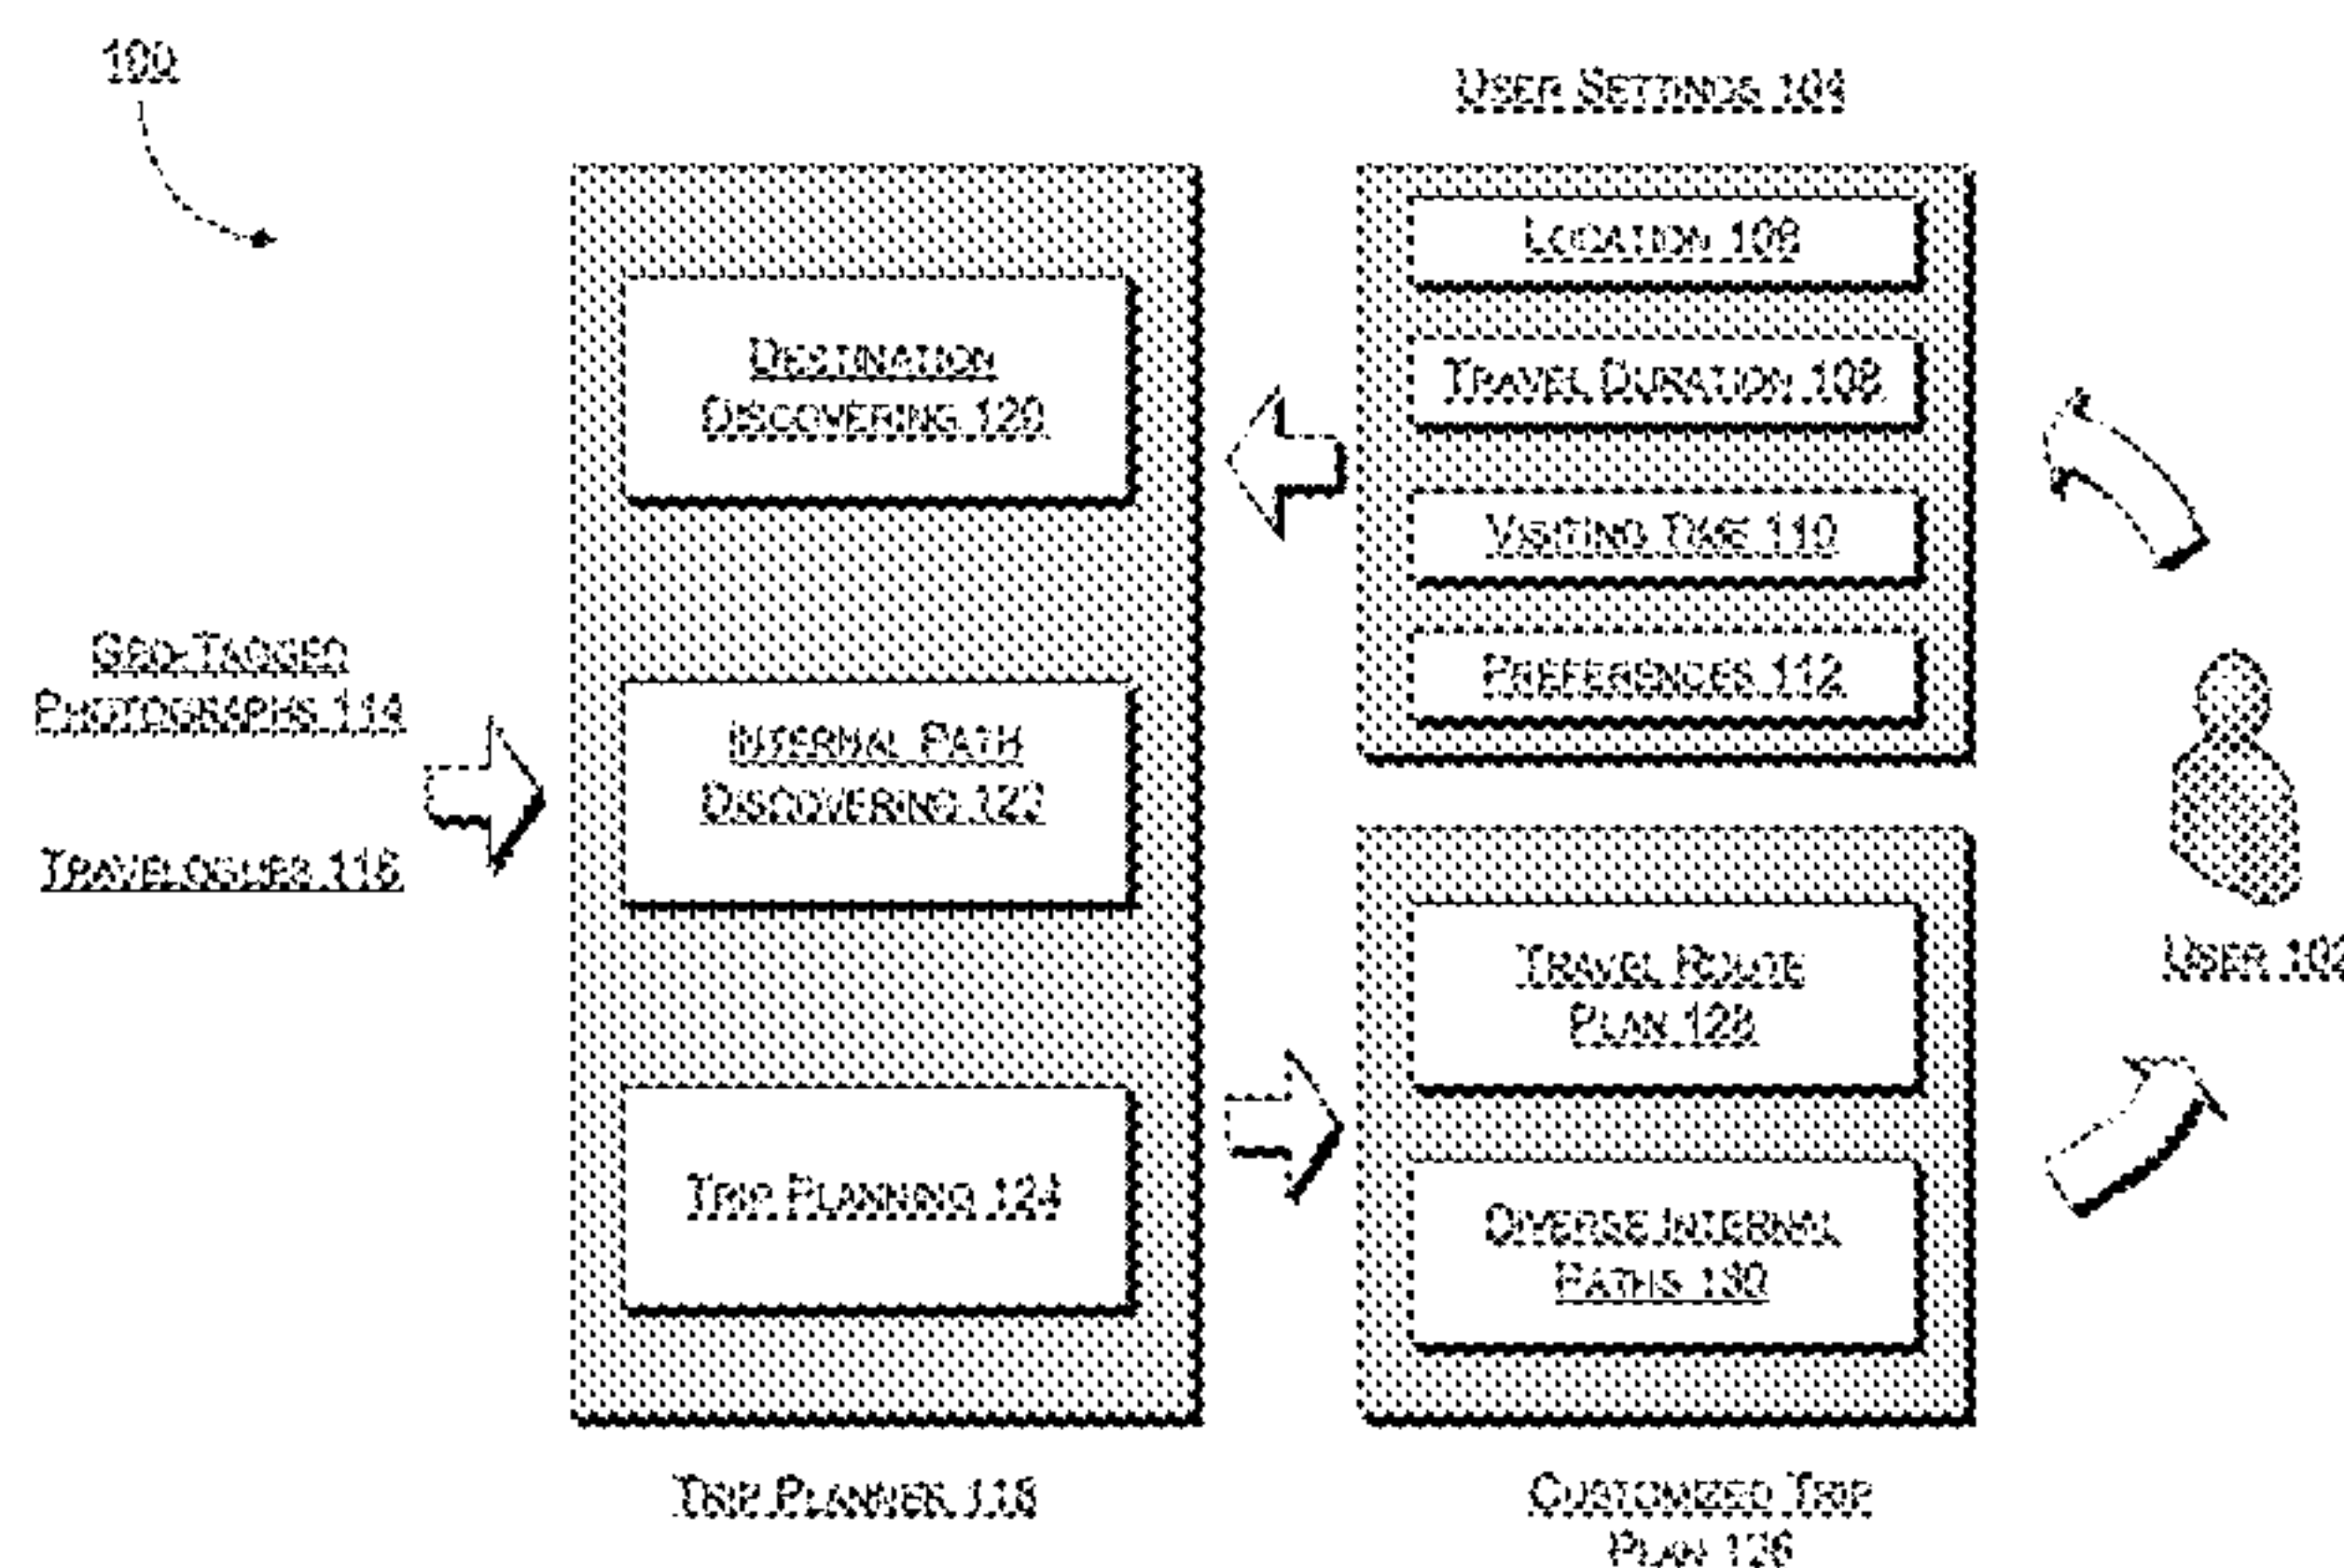 100
USER SETTINGS 104
LOCATION 106
TRAVEL DURATION 108
VISITING TIME 110
PREFERENCES 112
DESTINATION
DISCOVERING 120
INTERNAL PATH
DISCOVERING 122
TRIP PLANNING 124
GEO-TAGGED
PHOTOGRAPHS 114
TRAVELOGUES 116
TRAVEL ROUTE
PLAN 128
DIVERSE INTERNAL
PATHS 130
USER 102
TRIP PLANNER 118
CUSTOMIZED TRIP
PLAN 126